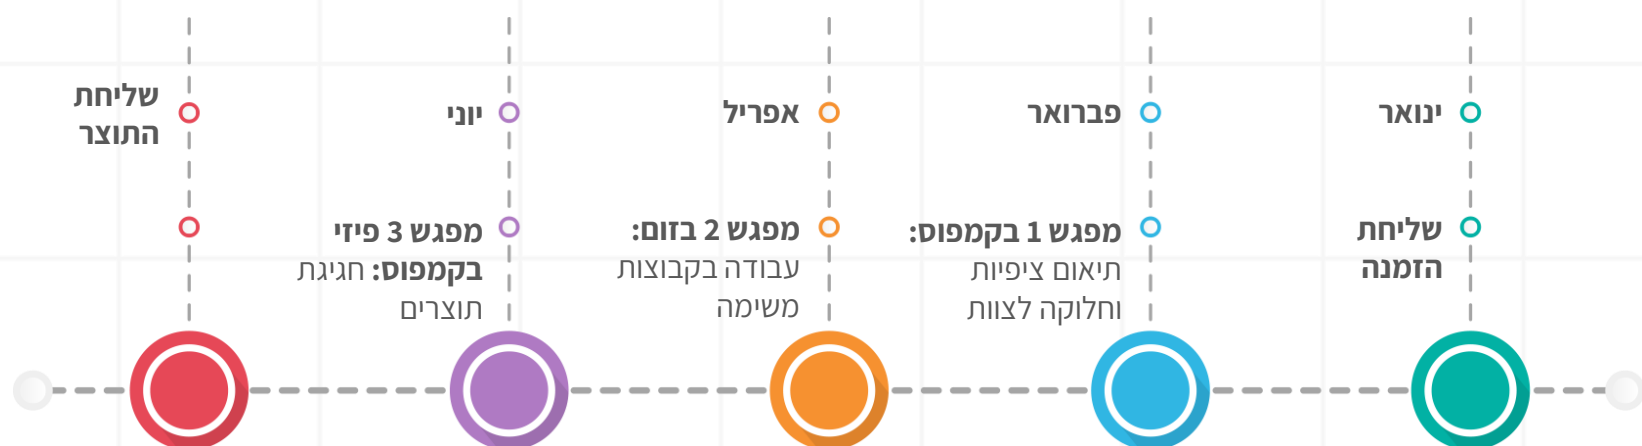 ינואר
שליחת
הזמנה
פברואר
מפגש 1 בקמפוס:
תיאום ציפיות
וחלוקה לצוות
אפריל
מפגש 2 בזום:
עבודה בקבוצות
משימה
יוני
מפגש 3 פיזי
בקמפוס: חגיגת
תוצרים
שליחת
התוצר